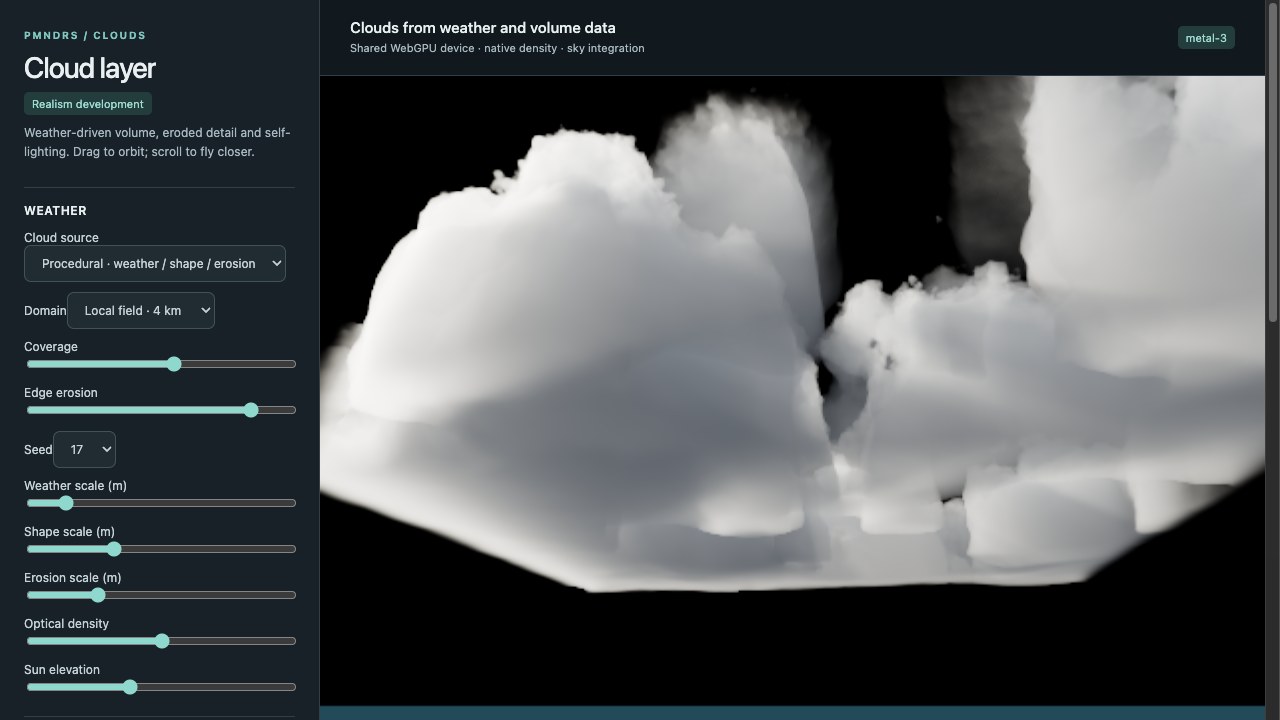 PMNDRS / CLOUDS
Cloud layer
Realism development
Weather-driven volume, eroded detail and self-
lighting. Drag to orbit; scroll to fly closer.
WEATHER
Cloud source
Procedural · weather / shape / erosion
Domain Local field · 4 km
Coverage
Edge erosion
Seed 17
Weather scale (m)
Shape scale (m)
Erosion scale (m)
Optical density
Sun elevation
Clouds from weather and volume data
Shared WebGPU device · native density · sky integration
metal-3